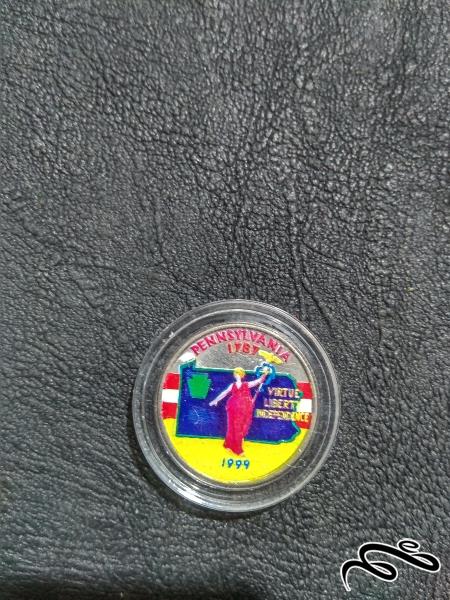 PENNSYLVANIA
1787
VIRTUE
LIBERTY
INDEPENDENCE
1999